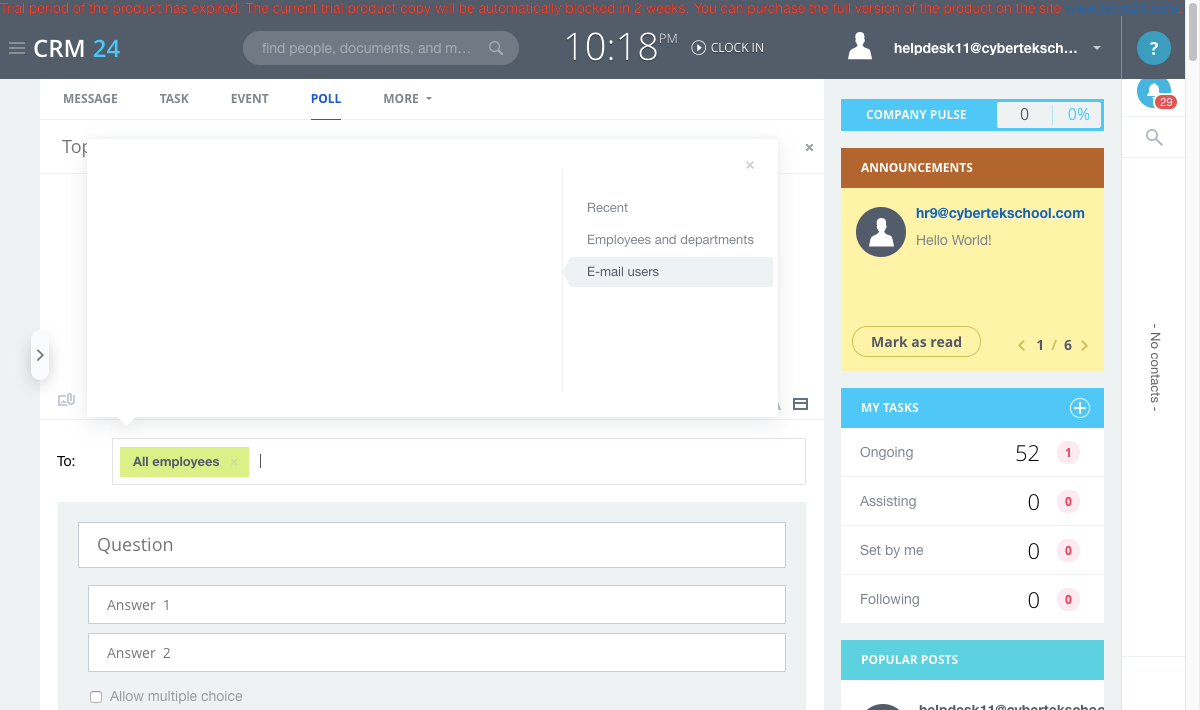 Trial period of the product has expired. The current trial product copy will be automatically blocked in 2 weeks. You can purchase the full version of the product on the site
CRM 24
find people, documents, and m...
10:18 PM
CLOCK IN
helpdesk11@cyberteksch...
?
29
MESSAGE
TASK
EVENT
POLL
MORE
Top
Recent
Employees and departments
E-mail users
To:
All employees
Question
Answer 1
Answer 2
Allow multiple choice
COMPANY PULSE
0
0%
ANNOUNCEMENTS
hr9@cybertekschool.com
Hello World!
Mark as read
1 / 6
MY TASKS
Ongoing 52 1
Assisting 0 0
Set by me 0 0
Following 0 0
POPULAR POSTS
helpdesk11@cybertekschoo
- No contacts -